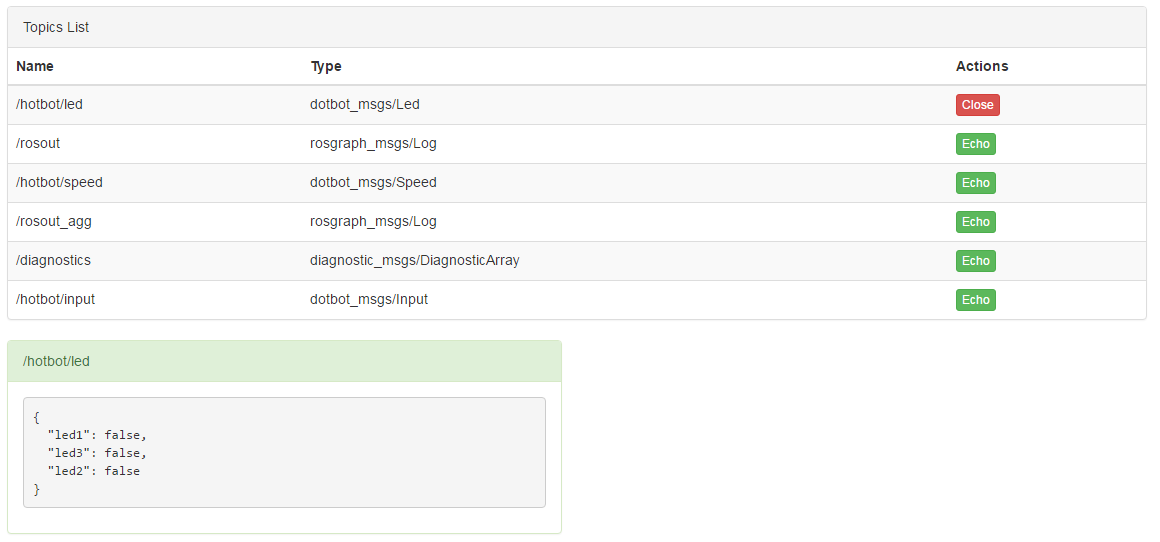 Topics List
Name Type Actions
/hotbot/led dotbot_msgs/Led Close
/rosout rosgraph_msgs/Log Echo
/hotbot/speed dotbot_msgs/Speed Echo
/rosout_agg rosgraph_msgs/Log Echo
/diagnostics diagnostic_msgs/DiagnosticArray Echo
/hotbot/input dotbot_msgs/Input Echo
/hotbot/led
{
  "led1": false,
  "led3": false,
  "led2": false
}